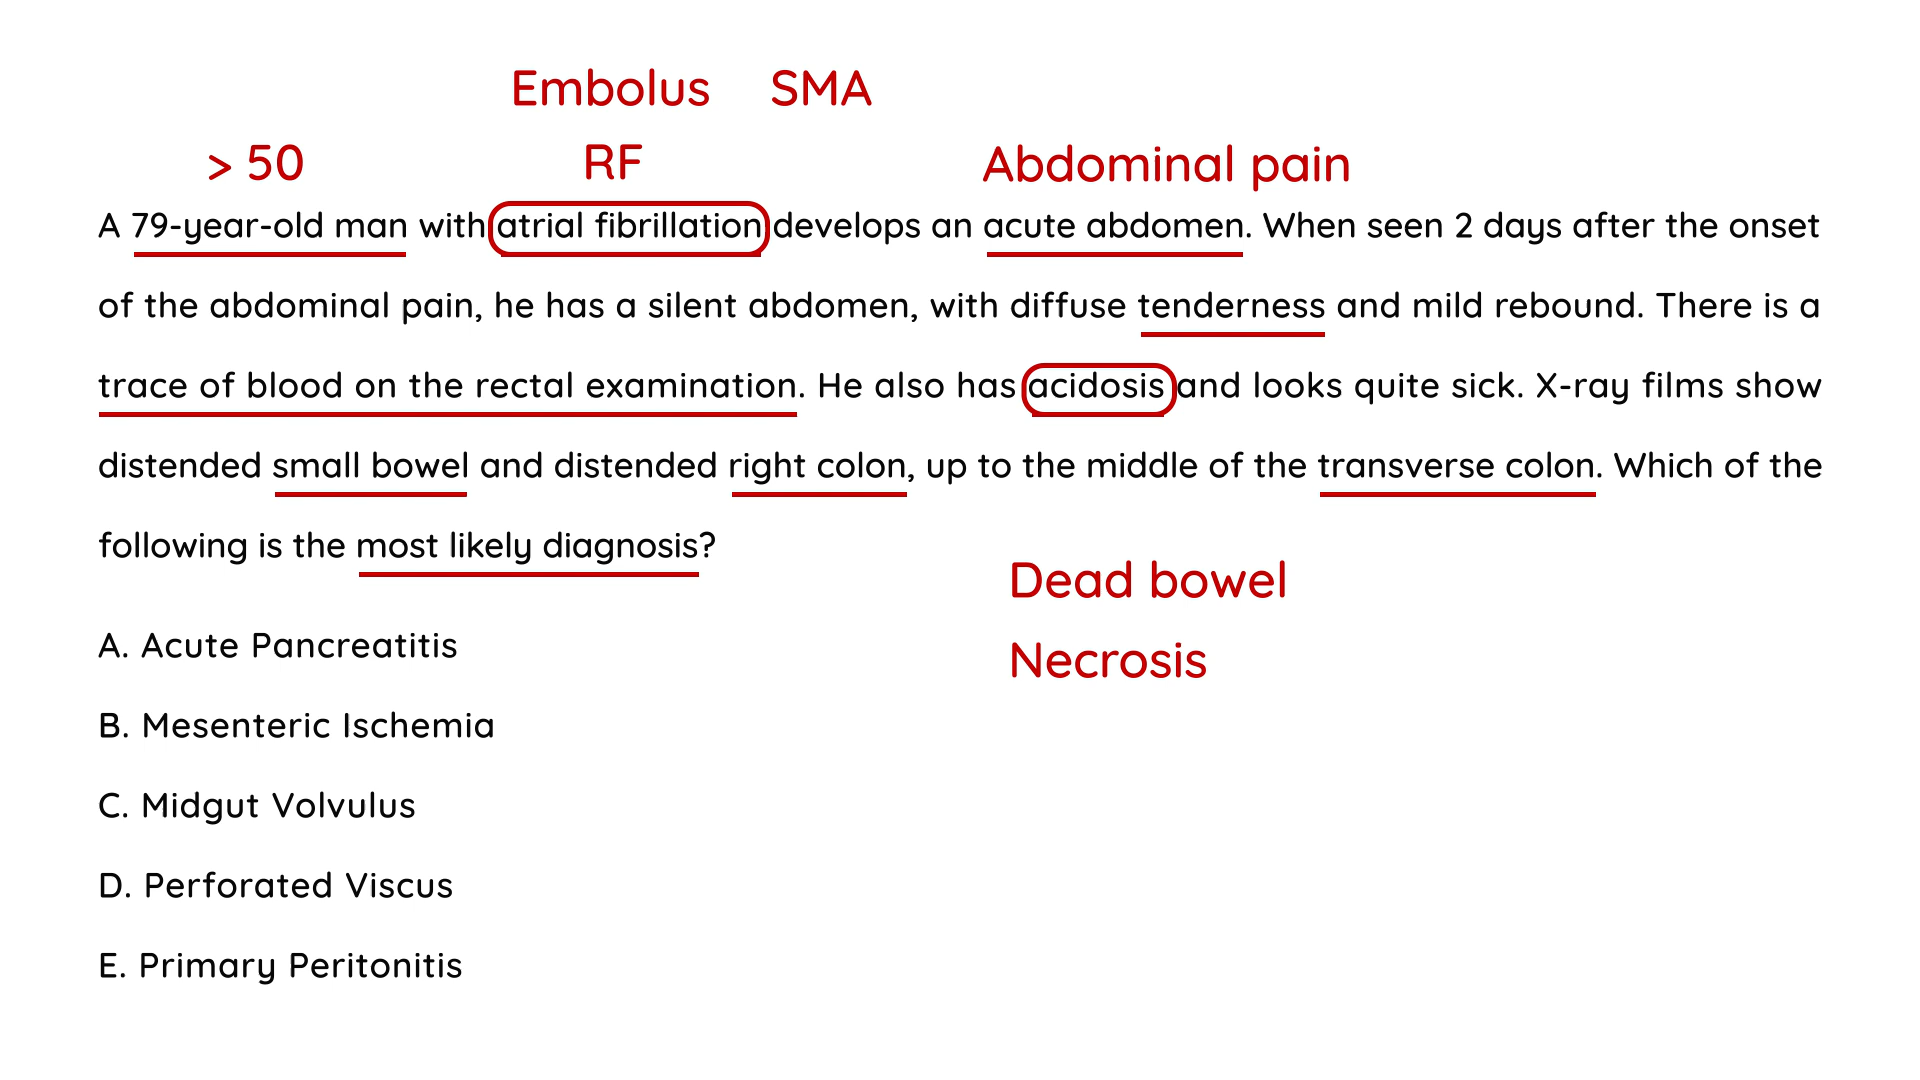 Embolus SMA
> 50 RF Abdominal pain
A 79-year-old man with atrial fibrillation develops an acute abdomen. When seen 2 days after the onset
of the abdominal pain, he has a silent abdomen, with diffuse tenderness and mild rebound. There is a
trace of blood on the rectal examination. He also has acidosis and looks quite sick. X-ray films show
distended small bowel and distended right colon, up to the middle of the transverse colon. Which of the
following is the most likely diagnosis?
Dead bowel
Necrosis
A. Acute Pancreatitis
B. Mesenteric Ischemia
C. Midgut Volvulus
D. Perforated Viscus
E. Primary Peritonitis